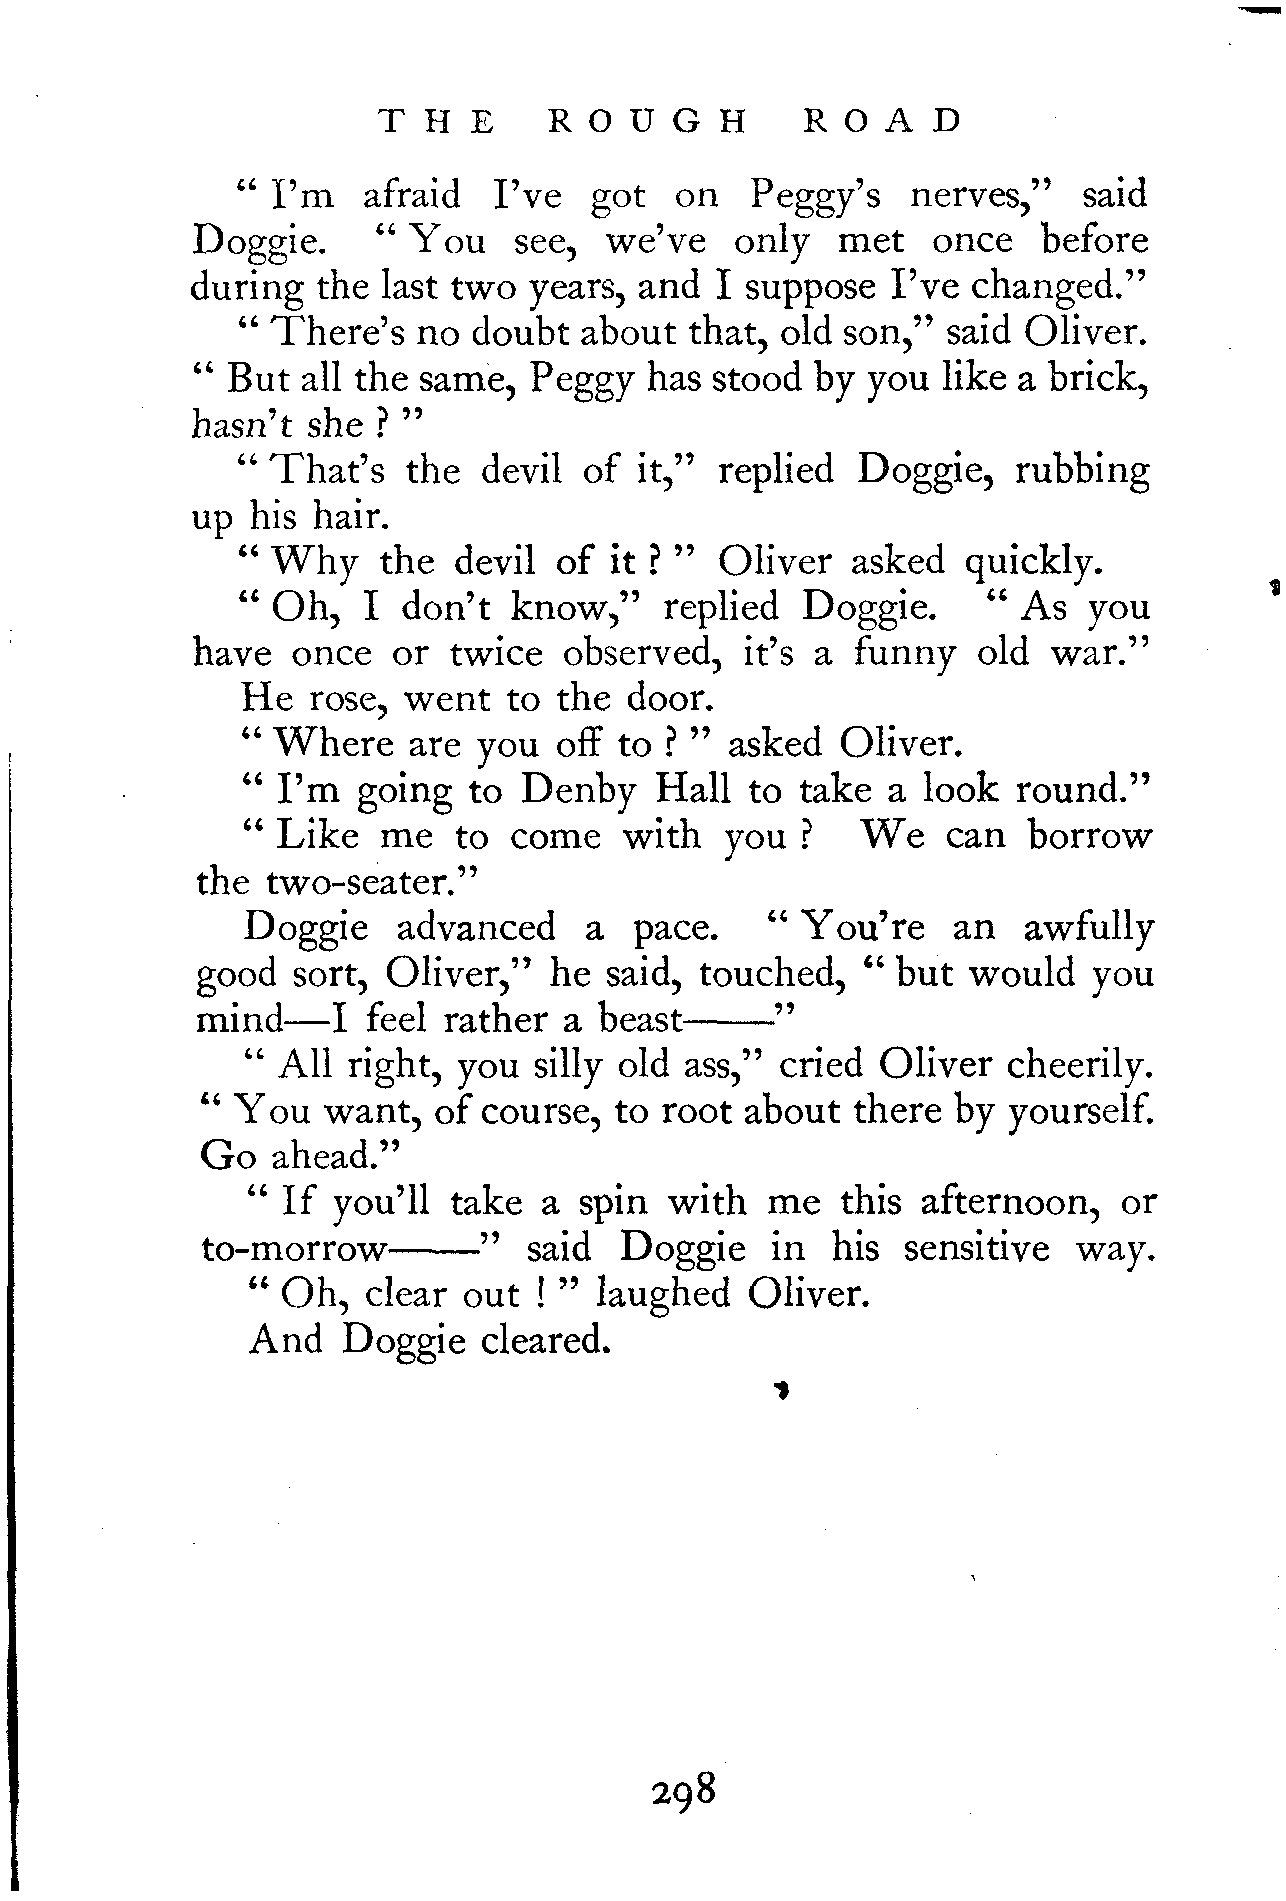 THE ROUGH ROAD
“ I’m afraid I’ve got on Peggy’s nerves,” said
Doggie. “ You see, we’ve only met once before
during the last two years, and I suppose I’ve changed.”
“ There’s no doubt about that, old son,” said Oliver.
“ But all the same, Peggy has stood by you like a brick,
hasn’t she ? ”
“ That’s the devil of it,” replied Doggie, rubbing
up his hair.
“ Why the devil of it ? ” Oliver asked quickly.
“ Oh, I don’t know,” replied Doggie. “ As you
have once or twice observed, it’s a funny old war.”
He rose, went to the door.
“ Where are you off to ? ” asked Oliver.
“ I’m going to Denby Hall to take a look round.”
“ Like me to come with you ? We can borrow
the two-seater.”
Doggie advanced a pace. “ You’re an awfully
good sort, Oliver,” he said, touched, “ but would you
mind—I feel rather a beast——”
“ All right, you silly old ass,” cried Oliver cheerily.
“ You want, of course, to root about there by yourself.
Go ahead.”
“ If you’ll take a spin with me this afternoon, or
to-morrow——” said Doggie in his sensitive way.
“ Oh, clear out ! ” laughed Oliver.
And Doggie cleared.
298